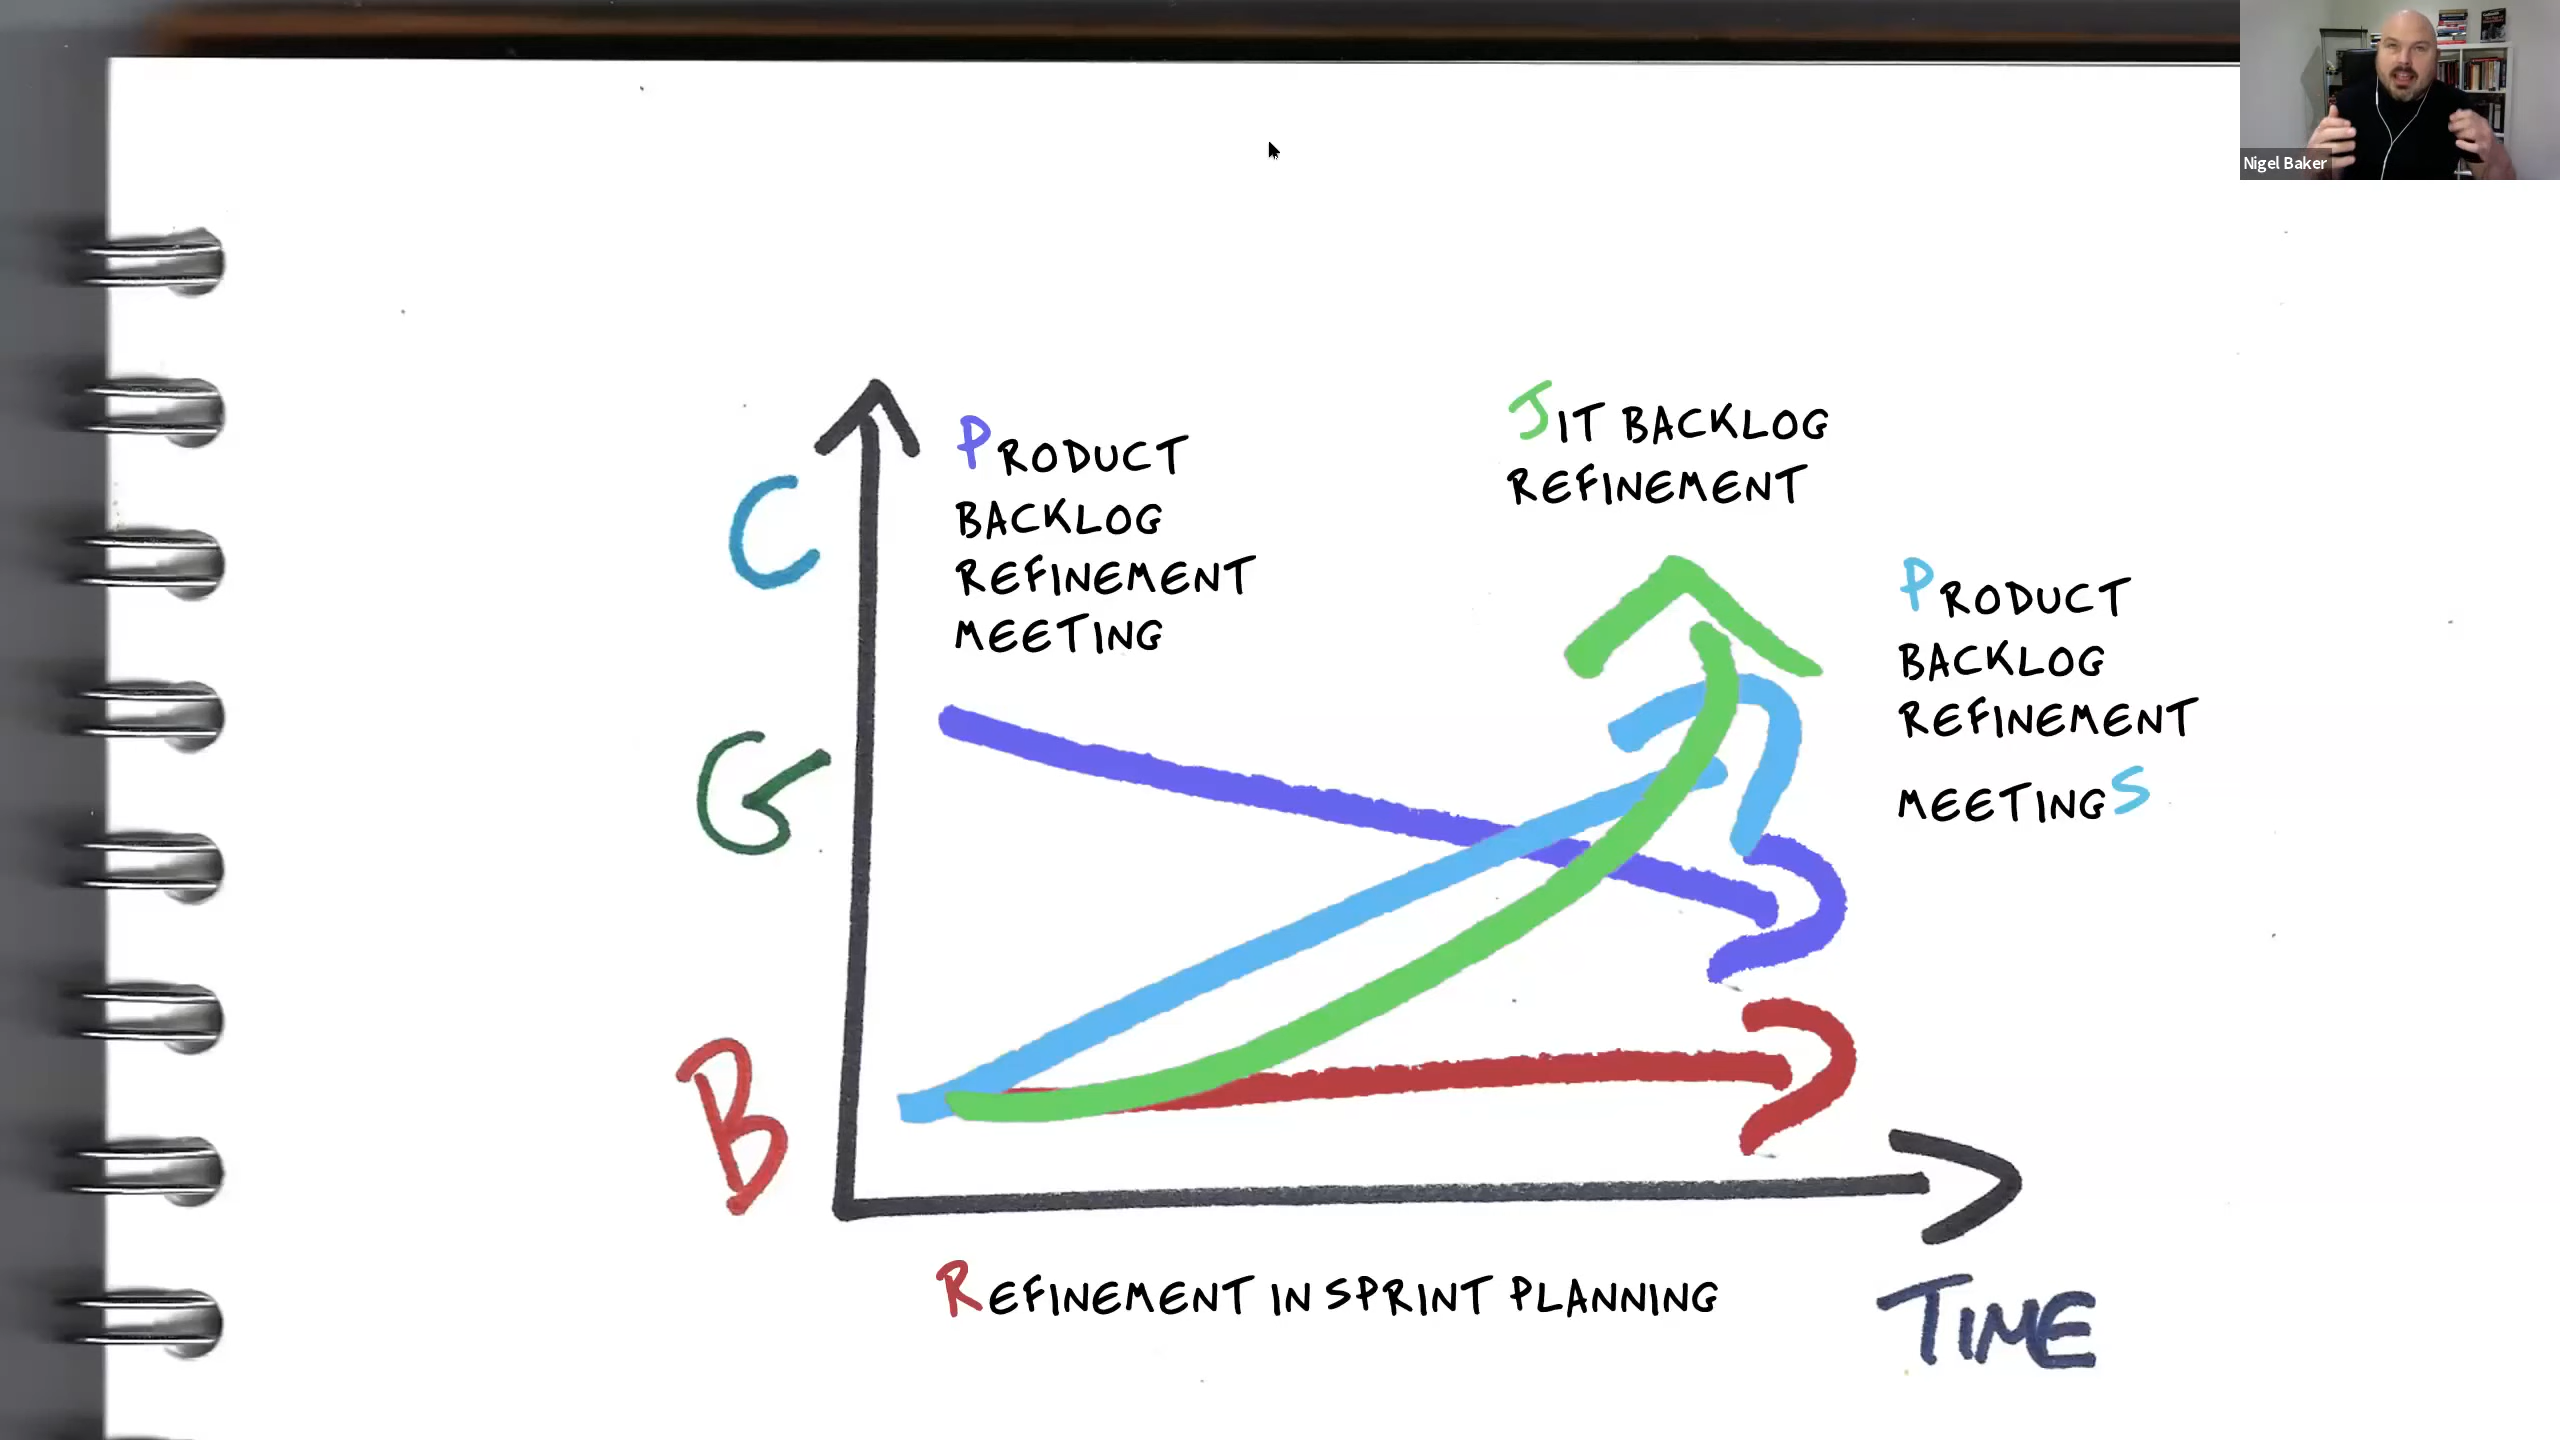 Nigel Baker
C
PRODUCT
BACKLOG
REFINEMENT
MEETING
JIT BACKLOG
REFINEMENT
PRODUCT
BACKLOG
REFINEMENT
MEETINGS
G
B
REFINEMENT IN SPRINT PLANNING
TIME